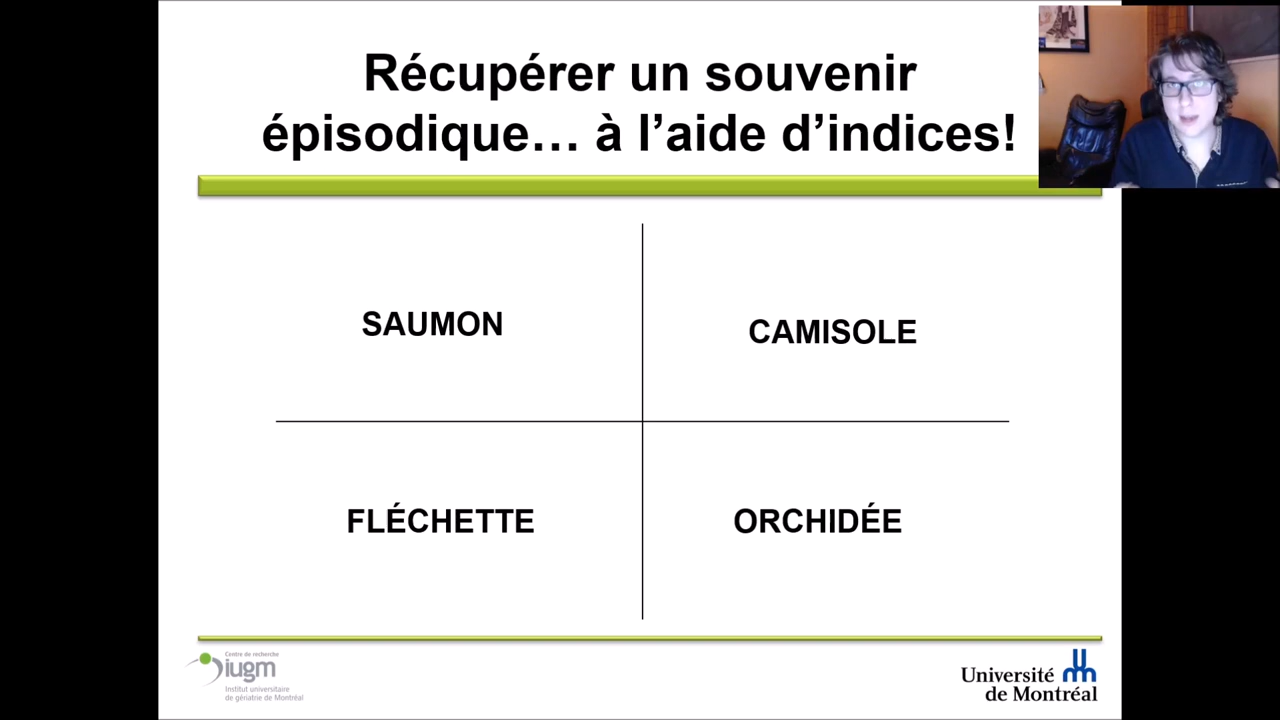 Récupérer un souvenir
épisodique… à l’aide d’indices!
SAUMON
CAMISOLE
FLÉCHETTE
ORCHIDÉE
Centre de recherche
iugm
Institut universitaire
de gériatrie de Montréal
Université
de Montréal